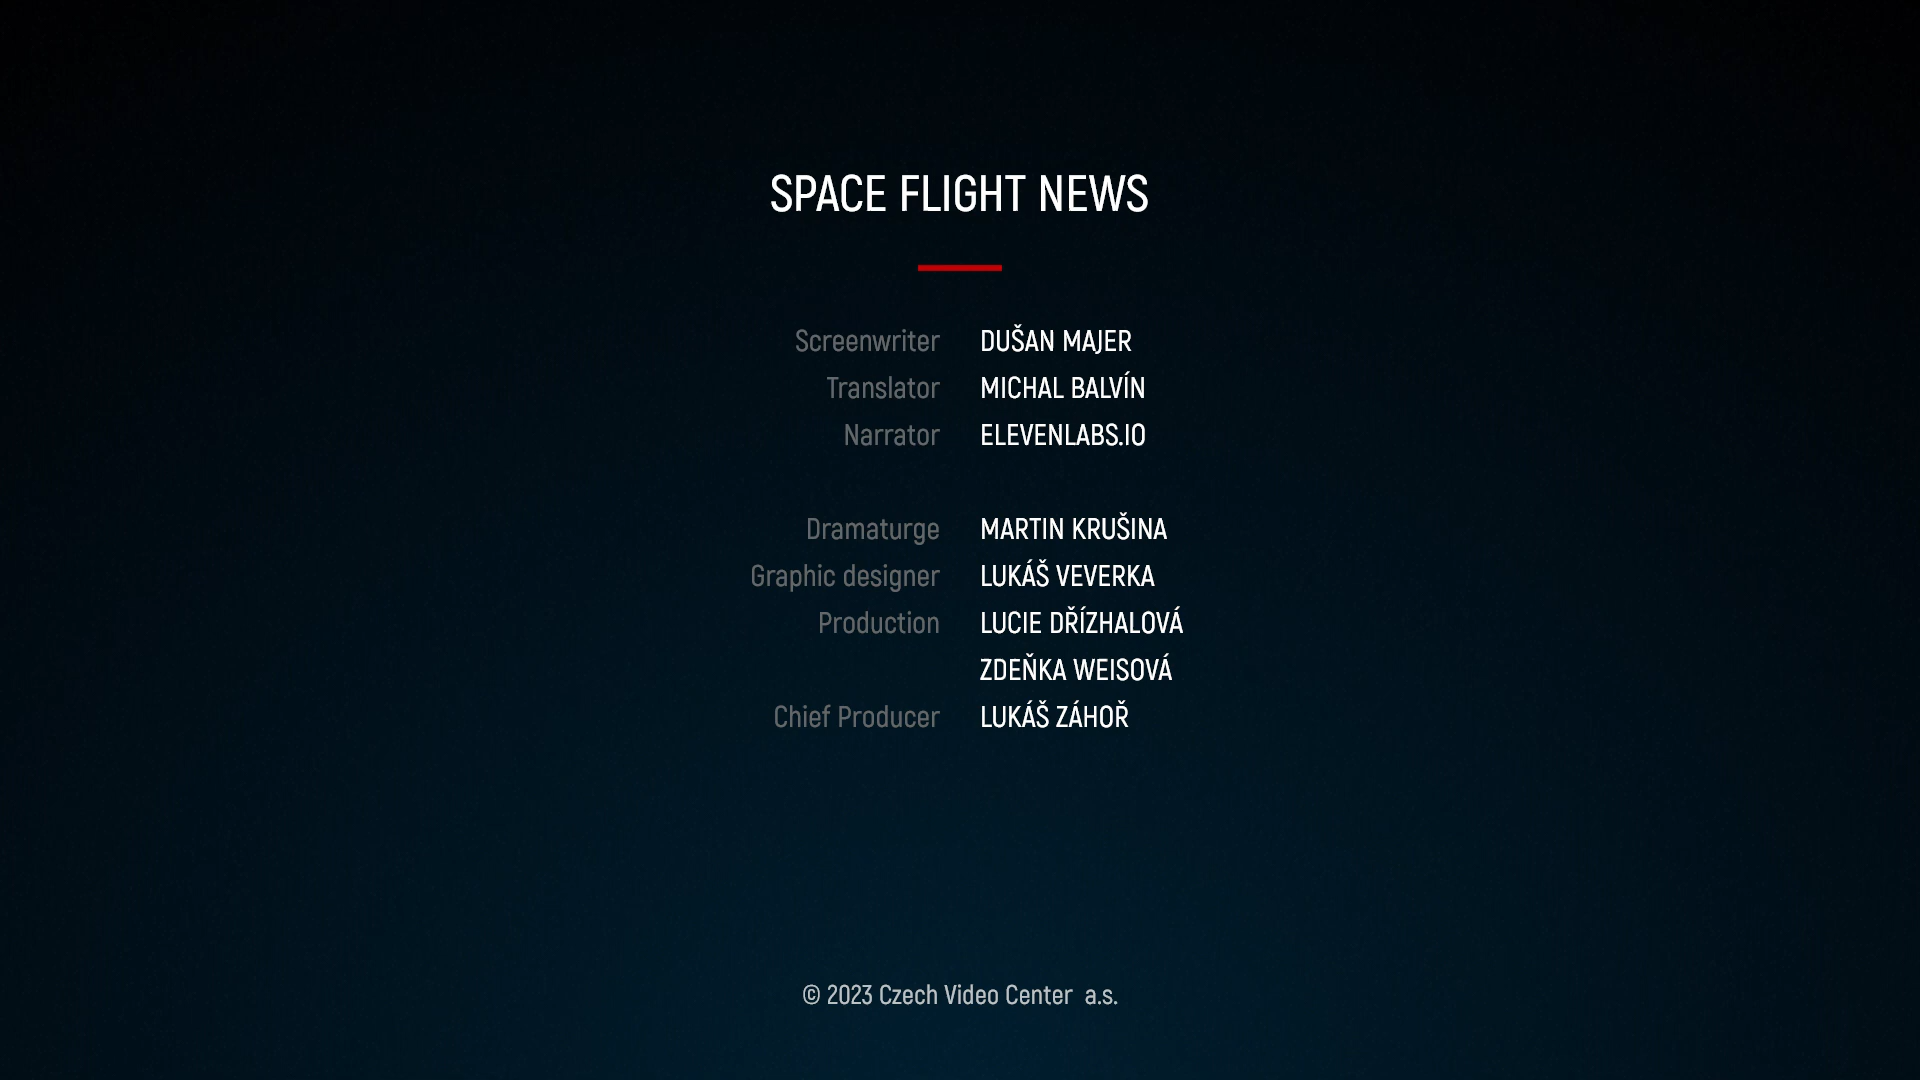 SPACE FLIGHT NEWS
Screenwriter DUŠAN MAJER
Translator MICHAL BALVÍN
Narrator ELEVENLABS.IO
Dramaturge MARTIN KRUŠINA
Graphic designer LUKÁŠ VEVERKA
Production LUCIE DŘÍZHALOVÁ
ZDEŇKA WEISOVÁ
Chief Producer LUKÁŠ ZÁHOŘ
© 2023 Czech Video Center a.s.